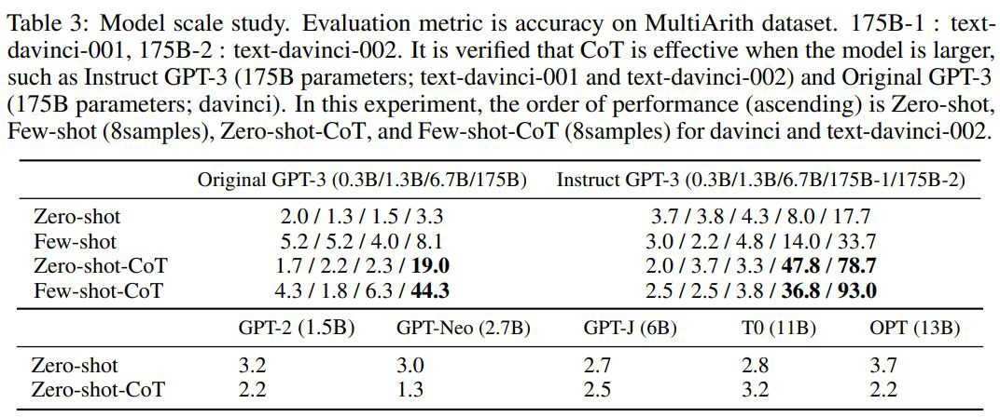 Table 3: Model scale study. Evaluation metric is accuracy on MultiArith dataset. 175B-1 : text-
davinci-001, 175B-2 : text-davinci-002. It is verified that CoT is effective when the model is larger,
such as Instruct GPT-3 (175B parameters; text-davinci-001 and text-davinci-002) and Original GPT-3
(175B parameters; davinci). In this experiment, the order of performance (ascending) is Zero-shot,
Few-shot (8samples), Zero-shot-CoT, and Few-shot-CoT (8samples) for davinci and text-davinci-002.
Original GPT-3 (0.3B/1.3B/6.7B/175B) Instruct GPT-3 (0.3B/1.3B/6.7B/175B-1/175B-2)
Zero-shot 2.0 / 1.3 / 1.5 / 3.3 3.7 / 3.8 / 4.3 / 8.0 / 17.7
Few-shot 5.2 / 5.2 / 4.0 / 8.1 3.0 / 2.2 / 4.8 / 14.0 / 33.7
Zero-shot-CoT 1.7 / 2.2 / 2.3 / 19.0 2.0 / 3.7 / 3.3 / 47.8 / 78.7
Few-shot-CoT 4.3 / 1.8 / 6.3 / 44.3 2.5 / 2.5 / 3.8 / 36.8 / 93.0
GPT-2 (1.5B) GPT-Neo (2.7B) GPT-J (6B) T0 (11B) OPT (13B)
Zero-shot 3.2 3.0 2.7 2.8 3.7
Zero-shot-CoT 2.2 1.3 2.5 3.2 2.2